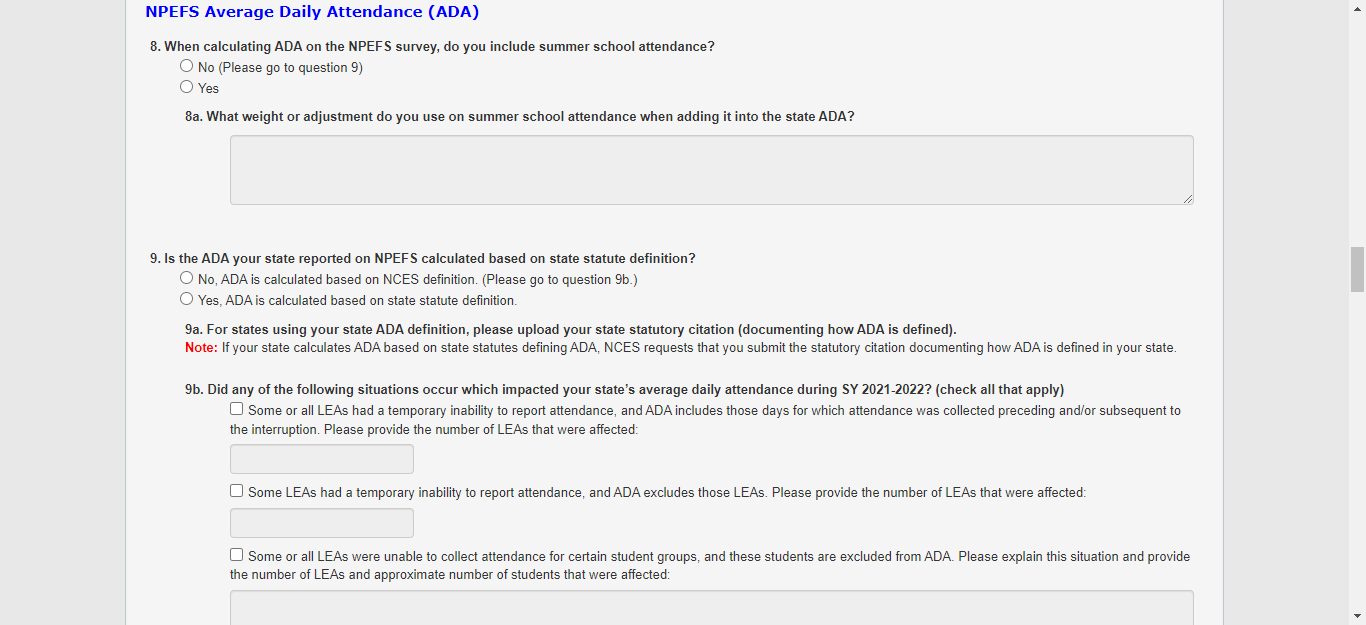 NPEFS Average Daily Attendance (ADA)
8. When calculating ADA on the NPEFS survey, do you include summer school attendance?
No (Please go to question 9)
Yes
8a. What weight or adjustment do you use on summer school attendance when adding it into the state ADA?
9. Is the ADA your state reported on NPEFS calculated based on state statute definition?
No, ADA is calculated based on NCES definition. (Please go to question 9b.)
Yes, ADA is calculated based on state statute definition.
9a. For states using your state ADA definition, please upload your state statutory citation (documenting how ADA is defined).
Note: If your state calculates ADA based on state statutes defining ADA, NCES requests that you submit the statutory citation documenting how ADA is defined in your state.
9b. Did any of the following situations occur which impacted your state’s average daily attendance during SY 2021-2022? (check all that apply)
Some or all LEAs had a temporary inability to report attendance, and ADA includes those days for which attendance was collected preceding and/or subsequent to
the interruption. Please provide the number of LEAs that were affected:
Some LEAs had a temporary inability to report attendance, and ADA excludes those LEAs. Please provide the number of LEAs that were affected:
Some or all LEAs were unable to collect attendance for certain student groups, and these students are excluded from ADA. Please explain this situation and provide
the number of LEAs and approximate number of students that were affected: